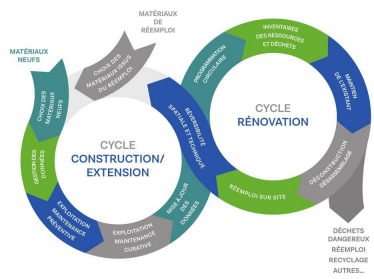 MATÉRIAUX
DE
RÉEMPLOI
MATÉRIAUX
NEUFS
CHOIX DES
MATÉRIAUX ISSUS
DU RÉEMPLOI
CHOIX DES
MATÉRIAUX
NEUFS
GESTION DES
DONNÉES
EXPLOITATION
MAINTENANCE
PRÉVENTIVE
EXPLOITATION
MAINTENANCE
CURATIVE
MISE À JOUR
DES
DONNÉES
RÉVERSIBILITÉ
SPATIALE ET TECHNIQUE
CYCLE
CONSTRUCTION/
EXTENSION
PROGRAMMATION
CIRCULAIRE
INVENTAIRES
DES RESSOURCES
ET DÉCHETS
MAINTIEN
DE L'EXISTANT
DÉCONSTRUCTION
DÉSASSEMBLAGE
RÉEMPLOI SUR SITE
CYCLE
RÉNOVATION
DÉCHETS
DANGEREUX
RÉEMPLOI
RECYCLAGE
AUTRES...